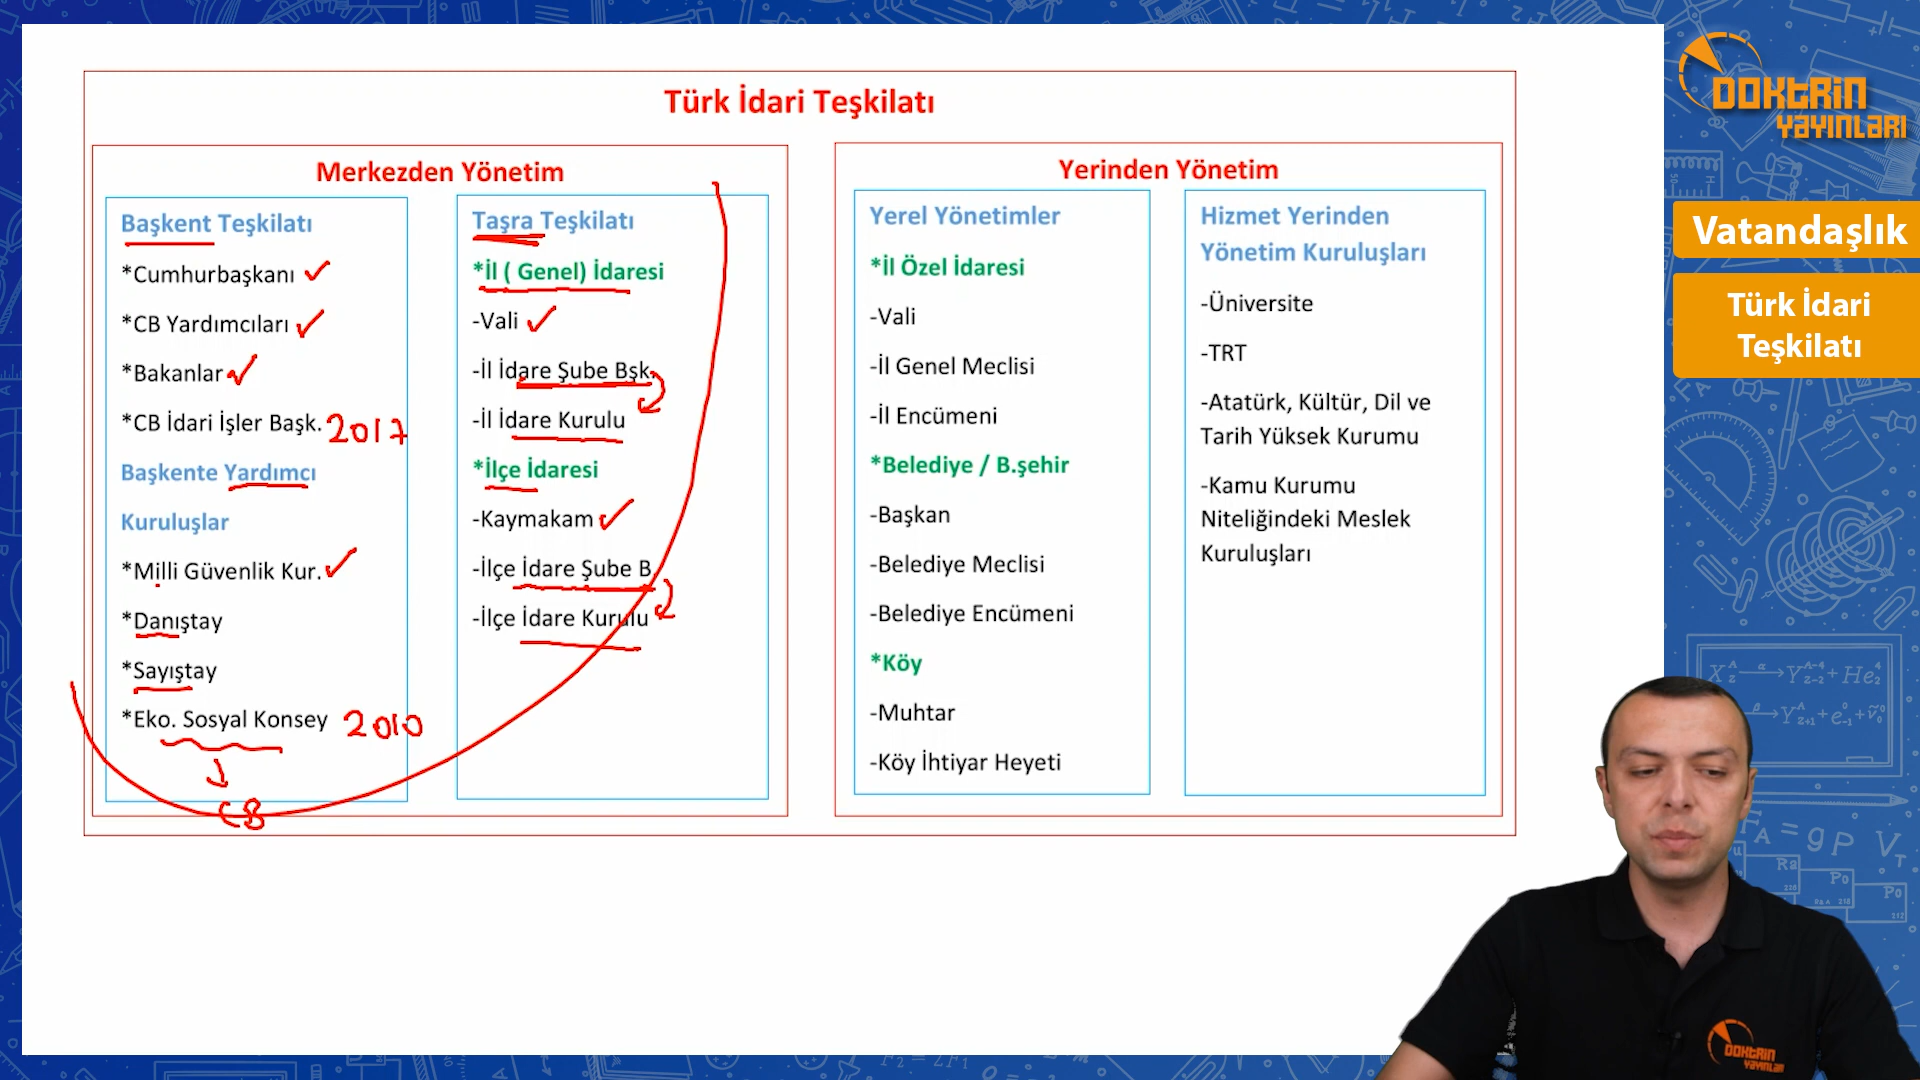 Türk İdari Teşkilatı
Merkezden Yönetim
Başkent Teşkilatı
*Cumhurbaşkanı
*CB Yardımcıları
*Bakanlar
*CB İdari İşler Başk. 2017
Başkente Yardımcı
Kuruluşlar
*Milli Güvenlik Kur.
*Danıştay
*Sayıştay
*Eko. Sosyal Konsey 2010
CB
Taşra Teşkilatı
*İl ( Genel) İdaresi
-Vali
-İl İdare Şube Bşk.
-İl İdare Kurulu
*İlçe İdaresi
-Kaymakam
-İlçe İdare Şube B.
-İlçe İdare Kurulu
Yerinden Yönetim
Yerel Yönetimler
*İl Özel İdaresi
-Vali
-İl Genel Meclisi
-İl Encümeni
*Belediye / B.şehir
-Başkan
-Belediye Meclisi
-Belediye Encümeni
*Köy
-Muhtar
-Köy İhtiyar Heyeti
Hizmet Yerinden
Yönetim Kuruluşları
-Üniversite
-TRT
-Atatürk, Kültür, Dil ve
Tarih Yüksek Kurumu
-Kamu Kurumu
Niteliğindeki Meslek
Kuruluşları
DOKTRİN
YAYINLARI
Vatandaşlık
Türk İdari
Teşkilatı
DOKTRİN
YAYINLARI